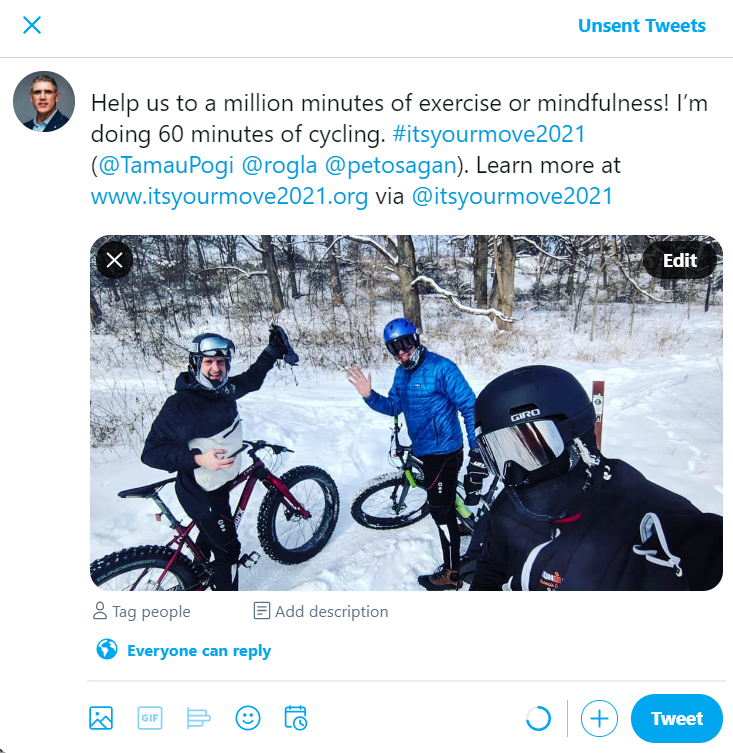 Unsent Tweets
Help us to a million minutes of exercise or mindfulness! I’m
doing 60 minutes of cycling. #itsyourmove2021
(@TamauPogi @rogla @petosagan). Learn more at
www.itsyourmove2021.org via @itsyourmove2021
Edit
GIRO
Tag people
Add description
Everyone can reply
GIF
Tweet